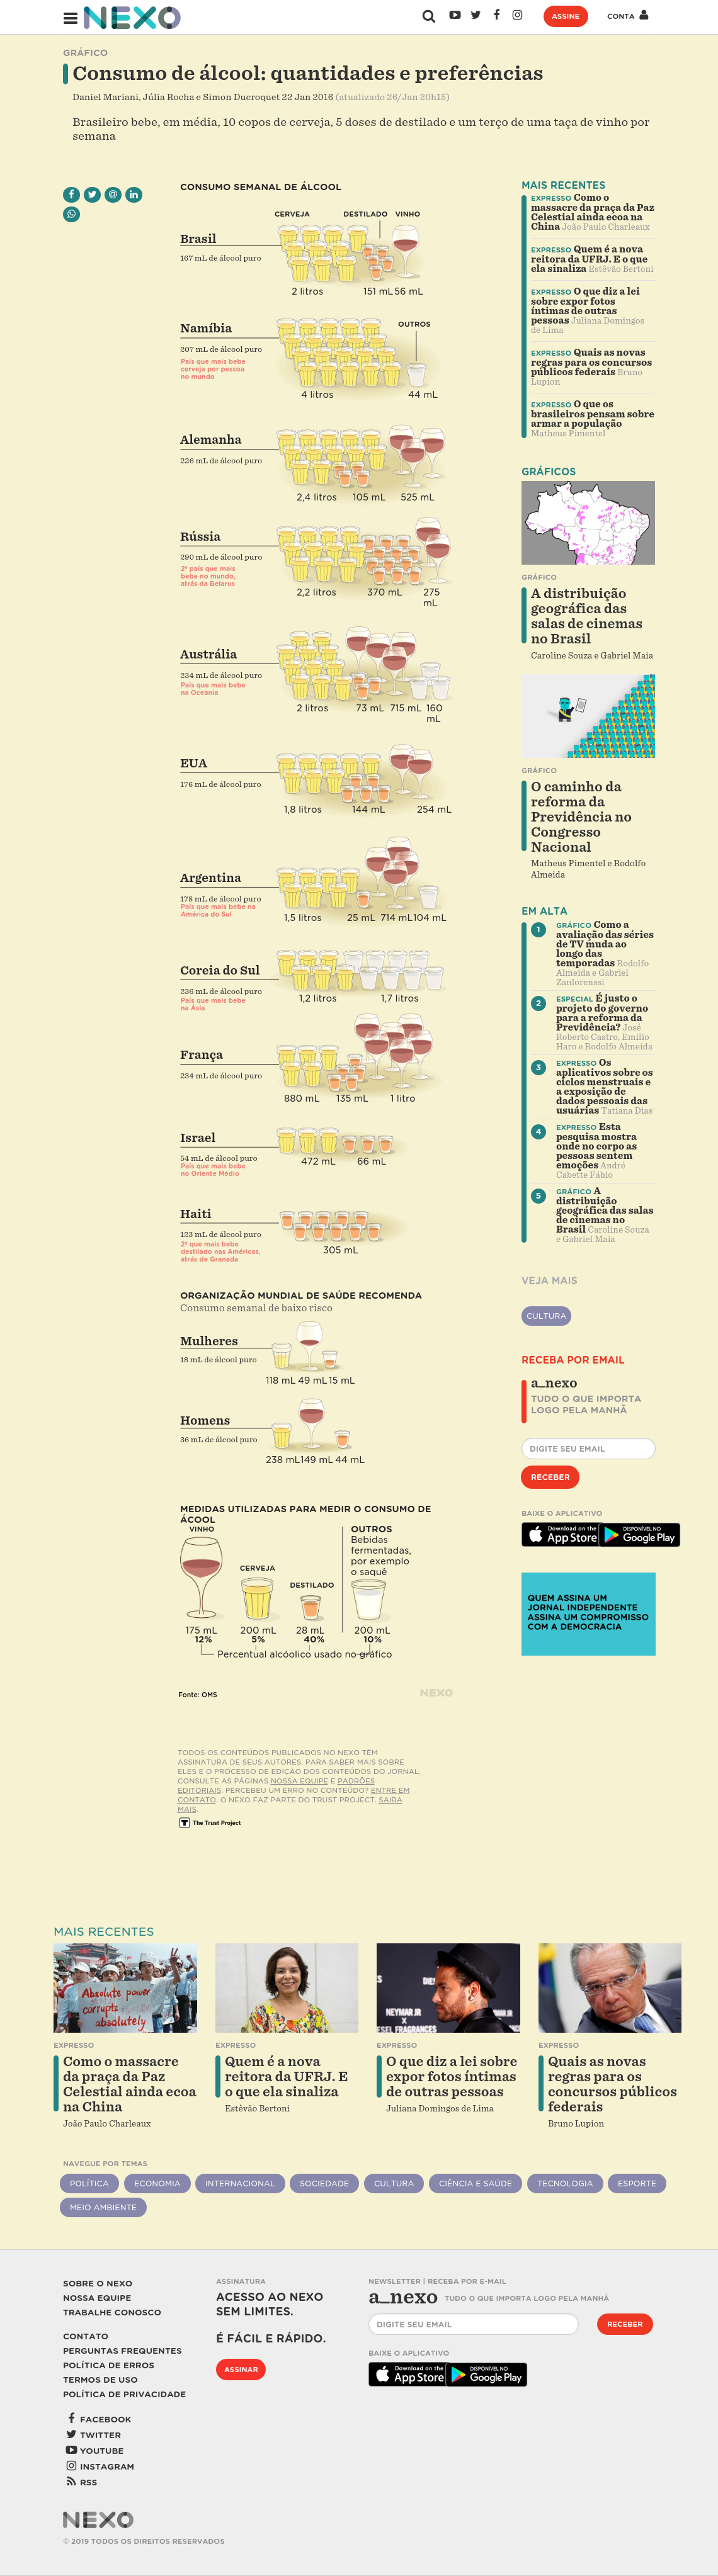 NEXO
ASSINE
CONTA
GRÁFICO
Consumo de álcool: quantidades e preferências
Daniel Mariani, Júlia Rocha e Simon Ducroquet 22 Jan 2016 (atualizado 26/Jan 20h15)
Brasileiro bebe, em média, 10 copos de cerveja, 5 doses de destilado e um terço de uma taça de vinho por
semana
CONSUMO SEMANAL DE ÁLCOOL
CERVEJA DESTILADO VINHO
Brasil
167 mL de álcool puro
2 litros 151 mL 56 mL
Namíbia
OUTROS
207 mL de álcool puro
País que mais bebe
cerveja por pessoa
no mundo
4 litros 44 mL
Alemanha
226 mL de álcool puro
2,4 litros 105 mL 525 mL
Rússia
290 mL de álcool puro
2º país que mais
bebe no mundo,
atrás da Belarus
2,2 litros 370 mL 275
mL
Austrália
234 mL de álcool puro
País que mais bebe
na Oceania
2 litros 73 mL 715 mL 160
mL
EUA
176 mL de álcool puro
1,8 litros 144 mL 254 mL
Argentina
178 mL de álcool puro
País que mais bebe na
América do Sul
1,5 litros 25 mL 714 mL 104 mL
Coreia do Sul
236 mL de álcool puro
País que mais bebe
na Ásia
1,2 litros 1,7 litros
França
234 mL de álcool puro
880 mL 135 mL 1 litro
Israel
54 mL de álcool puro
País que mais bebe
no Oriente Médio
472 mL 66 mL
Haiti
123 mL de álcool puro
2º que mais bebe
destilado nas Américas,
atrás de Granada
305 mL
ORGANIZAÇÃO MUNDIAL DE SAÚDE RECOMENDA
Consumo semanal de baixo risco
Mulheres
18 mL de álcool puro
118 mL 49 mL 15 mL
Homens
36 mL de álcool puro
238 mL 149 mL 44 mL
MEDIDAS UTILIZADAS PARA MEDIR O CONSUMO DE
ÁCOOL
VINHO
CERVEJA
DESTILADO
OUTROS
Bebidas
fermentadas,
por exemplo
o saquê
175 mL 200 mL 28 mL 200 mL
12% 5% 40% 10%
Percentual alcóolico usado no gráfico
Fonte: OMS
NEXO
TODOS OS CONTEÚDOS PUBLICADOS NO NEXO TÊM
ASSINATURA DE SEUS AUTORES. PARA SABER MAIS SOBRE
ELES E O PROCESSO DE EDIÇÃO DOS CONTEÚDOS DO JORNAL,
CONSULTE AS PÁGINAS NOSSA EQUIPE E PADRÕES
EDITORIAIS. PERCEBEU UM ERRO NO CONTEÚDO? ENTRE EM
CONTATO. O NEXO FAZ PARTE DO TRUST PROJECT. SAIBA
MAIS.
T The Trust Project
MAIS RECENTES
EXPRESSO Como o
massacre da praça da Paz
Celestial ainda ecoa na
China João Paulo Charleaux
EXPRESSO Quem é a nova
reitora da UFRJ. E o que
ela sinaliza Estêvão Bertoni
EXPRESSO O que diz a lei
sobre expor fotos
íntimas de outras
pessoas Juliana Domingos
de Lima
EXPRESSO Quais as novas
regras para os concursos
públicos federais Bruno
Lupion
EXPRESSO O que os
brasileiros pensam sobre
armar a população
Matheus Pimentel
GRÁFICOS
GRÁFICO
A distribuição
geográfica das
salas de cinemas
no Brasil
Caroline Souza e Gabriel Maia
GRÁFICO
O caminho da
reforma da
Previdência no
Congresso
Nacional
Matheus Pimentel e Rodolfo
Almeida
EM ALTA
1
GRÁFICO Como a
avaliação das séries
de TV muda ao
longo das
temporadas Rodolfo
Almeida e Gabriel
Zanlorenssi
2
ESPECIAL É justo o
projeto do governo
para a reforma da
Previdência? José
Roberto Castro, Emilio
Haro e Rodolfo Almeida
3
EXPRESSO Os
aplicativos sobre os
ciclos menstruais e
a exposição de
dados pessoais das
usuárias Tatiana Dias
4
EXPRESSO Esta
pesquisa mostra
onde no corpo as
pessoas sentem
emoções André
Cabette Fábio
5
GRÁFICO A
distribuição
geográfica das salas
de cinemas no
Brasil Caroline Souza
e Gabriel Maia
VEJA MAIS
CULTURA
RECEBA POR EMAIL
a_nexo
TUDO O QUE IMPORTA
LOGO PELA MANHÃ
DIGITE SEU EMAIL
RECEBER
BAIXE O APLICATIVO
Download on the
App Store
DISPONÍVEL NO
Google Play
QUEM ASSINA UM
JORNAL INDEPENDENTE
ASSINA UM COMPROMISSO
COM A DEMOCRACIA
MAIS RECENTES
Absolute power
corrupts
absolutely
NEYMAR JR
EXPRESSO
Como o massacre
da praça da Paz
Celestial ainda ecoa
na China
João Paulo Charleaux
EXPRESSO
Quem é a nova
reitora da UFRJ. E
o que ela sinaliza
Estêvão Bertoni
EXPRESSO
O que diz a lei sobre
expor fotos íntimas
de outras pessoas
Juliana Domingos de Lima
EXPRESSO
Quais as novas
regras para os
concursos públicos
federais
Bruno Lupion
NAVEGUE POR TEMAS
POLÍTICA ECONOMIA INTERNACIONAL SOCIEDADE CULTURA CIÊNCIA E SAÚDE TECNOLOGIA ESPORTE
MEIO AMBIENTE
SOBRE O NEXO
NOSSA EQUIPE
TRABALHE CONOSCO
CONTATO
PERGUNTAS FREQUENTES
POLÍTICA DE ERROS
TERMOS DE USO
POLÍTICA DE PRIVACIDADE
FACEBOOK
TWITTER
YOUTUBE
INSTAGRAM
RSS
ASSINATURA
ACESSO AO NEXO
SEM LIMITES.
É FÁCIL E RÁPIDO.
ASSINAR
NEWSLETTER | RECEBA POR E-MAIL
a_nexo TUDO O QUE IMPORTA LOGO PELA MANHÃ
DIGITE SEU EMAIL
RECEBER
BAIXE O APLICATIVO
Download on the
App Store
DISPONÍVEL NO
Google Play
NEXO
© 2019 TODOS OS DIREITOS RESERVADOS